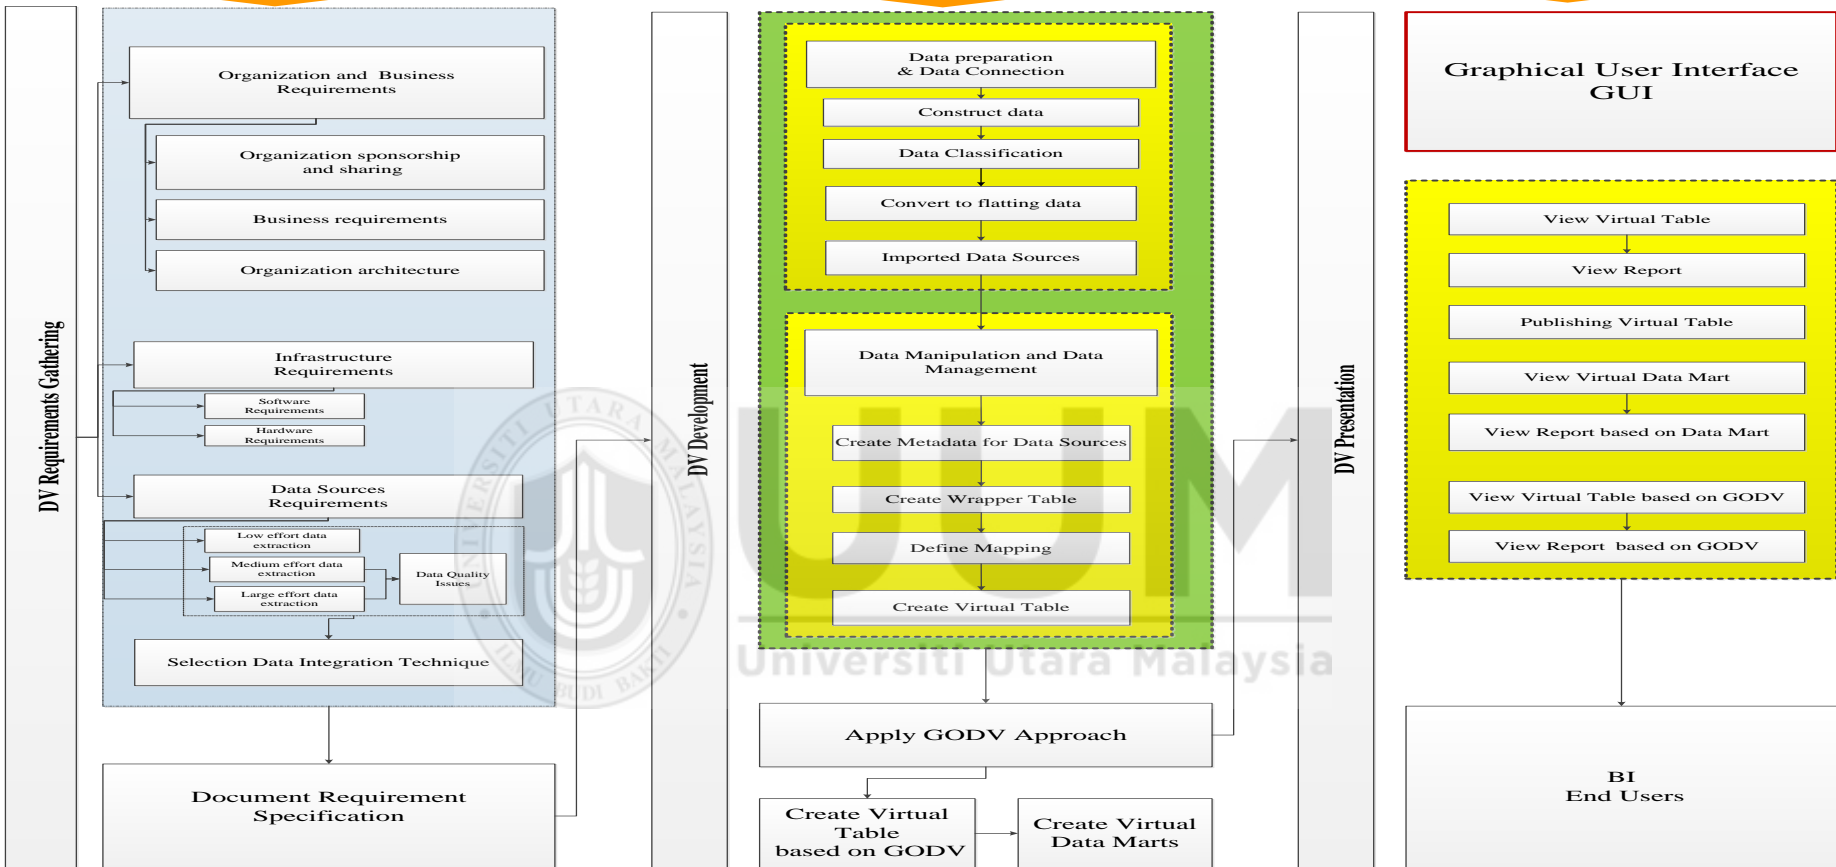 DV Requirements Gathering
Organization and Business
Requirements
Organization sponsorship
and sharing
Business requirements
Organization architecture
Infrastructure
Requirements
Software
Requirements
Hardware
Requirements
Data Sources
Requirements
Low effort data
extraction
Medium effort data
extraction
Large effort data
extraction
Data Quality
Issues
Selection Data Integration Technique
Document Requirement
Specification
DV Development
Data preparation
& Data Connection
Construct data
Data Classification
Convert to flatting data
Imported Data Sources
Data Manipulation and Data
Management
Create Metadata for Data Sources
Create Wrapper Table
Define Mapping
Create Virtual Table
Apply GODV Approach
Create Virtual
Table
based on GODV
Create Virtual
Data Marts
DV Presentation
Graphical User Interface
GUI
View Virtual Table
View Report
Publishing Virtual Table
View Virtual Data Mart
View Report based on Data Mart
View Virtual Table based on GODV
View Report based on GODV
BI
End Users
UNIVERSITI UTARA MALAYSIA
ILMU BUDI BAKTI
UUM
Universiti Utara Malaysia